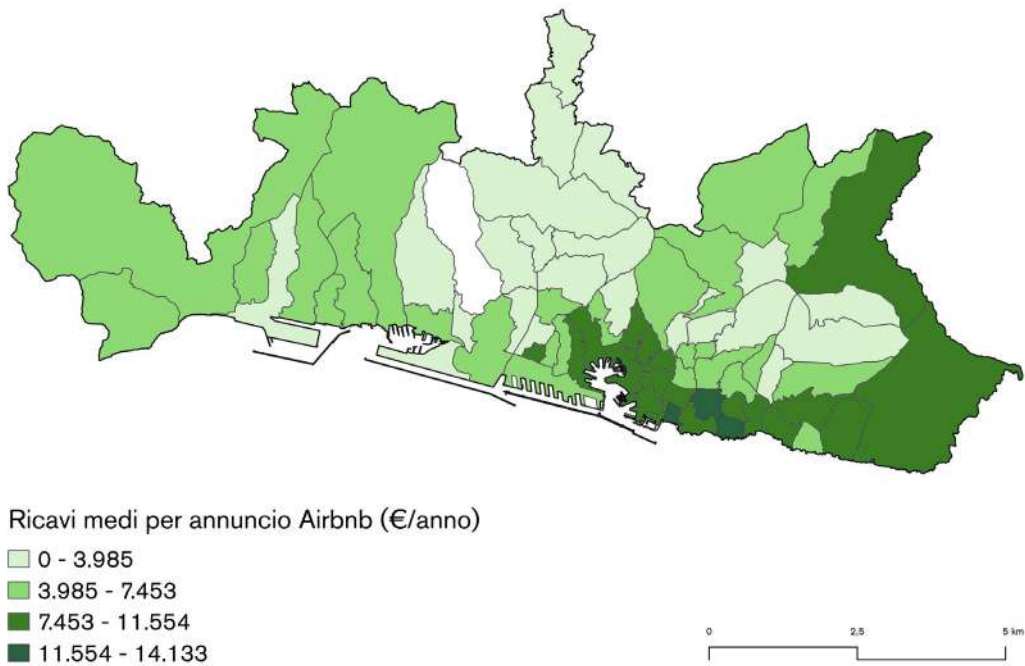 Ricavi medi per annuncio Airbnb (€/anno)
0 - 3.985
3.985 - 7.453
7.453 - 11.554
11.554 - 14.133
0 2,5 5 km